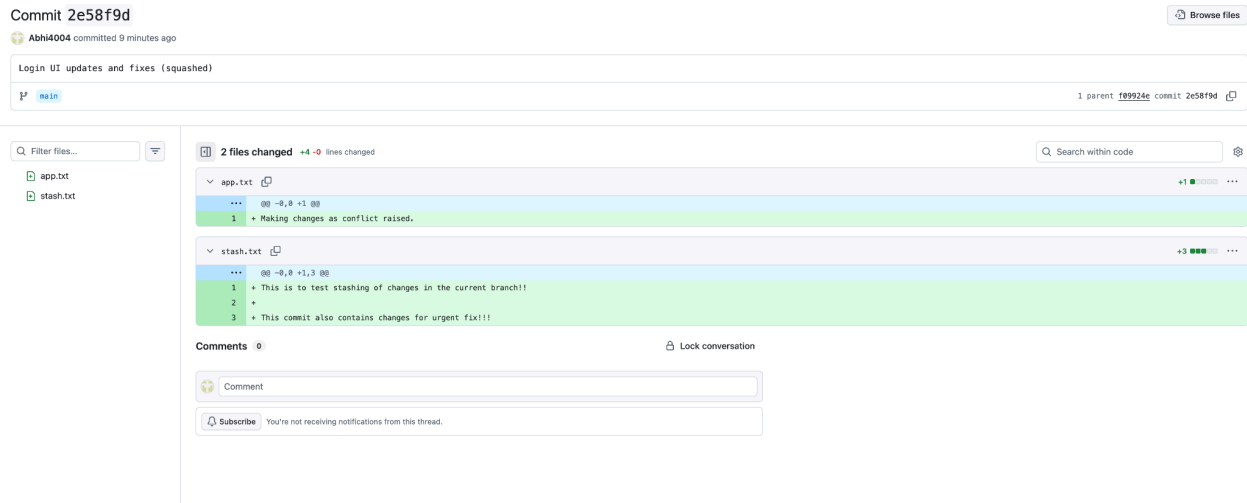 Commit 2e58f9d
Browse files
Abhi4004 committed 9 minutes ago
Login UI updates and fixes (squashed)
main
1 parent f09924e commit 2e58f9d
Filter files...
2 files changed +4 -0 lines changed
Search within code
app.txt
stash.txt
app.txt
+1
@@ -0,0 +1 @@
1 + Making changes as conflict raised.
stash.txt
+3
@@ -0,0 +1,3 @@
1 + This is to test stashing of changes in the current branch!!
2 +
3 + This commit also contains changes for urgent fix!!!
Comments 0
Lock conversation
Comment
Subscribe You're not receiving notifications from this thread.